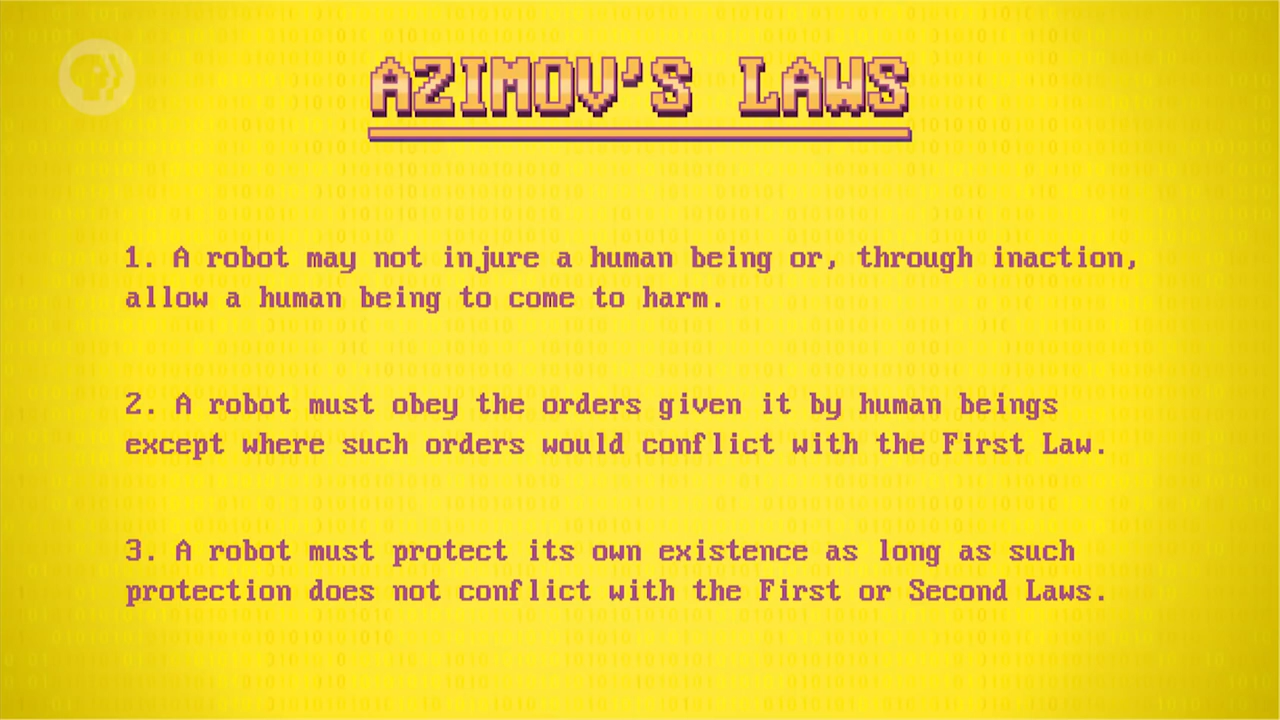 AZIMOV'S LAWS
1. A robot may not injure a human being or, through inaction,
allow a human being to come to harm.
2. A robot must obey the orders given it by human beings
except where such orders would conflict with the First Law.
3. A robot must protect its own existence as long as such
protection does not conflict with the First or Second Laws.